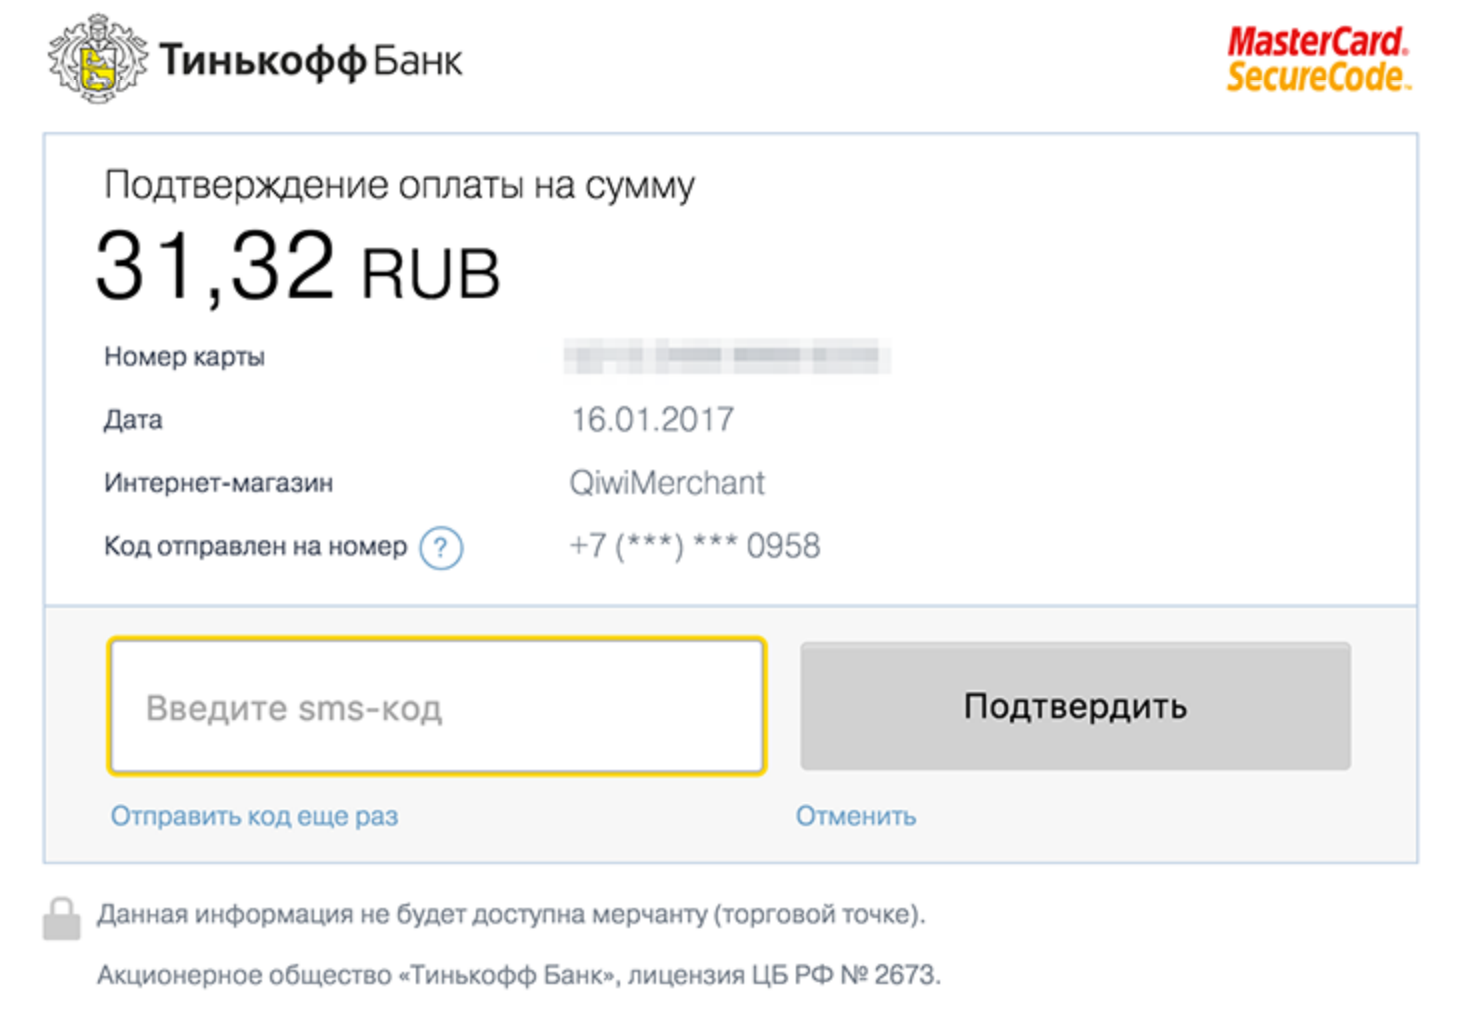 Тинькофф Банк
MasterCard.
SecureCode.
Подтверждение оплаты на сумму
31,32 RUB
Номер карты
Дата 16.01.2017
Интернет-магазин QiwiMerchant
Код отправлен на номер ? +7 (***) *** 0958
Введите sms-код
Подтвердить
Отправить код еще раз
Отменить
Данная информация не будет доступна мерчанту (торговой точке).
Акционерное общество «Тинькофф Банк», лицензия ЦБ РФ № 2673.